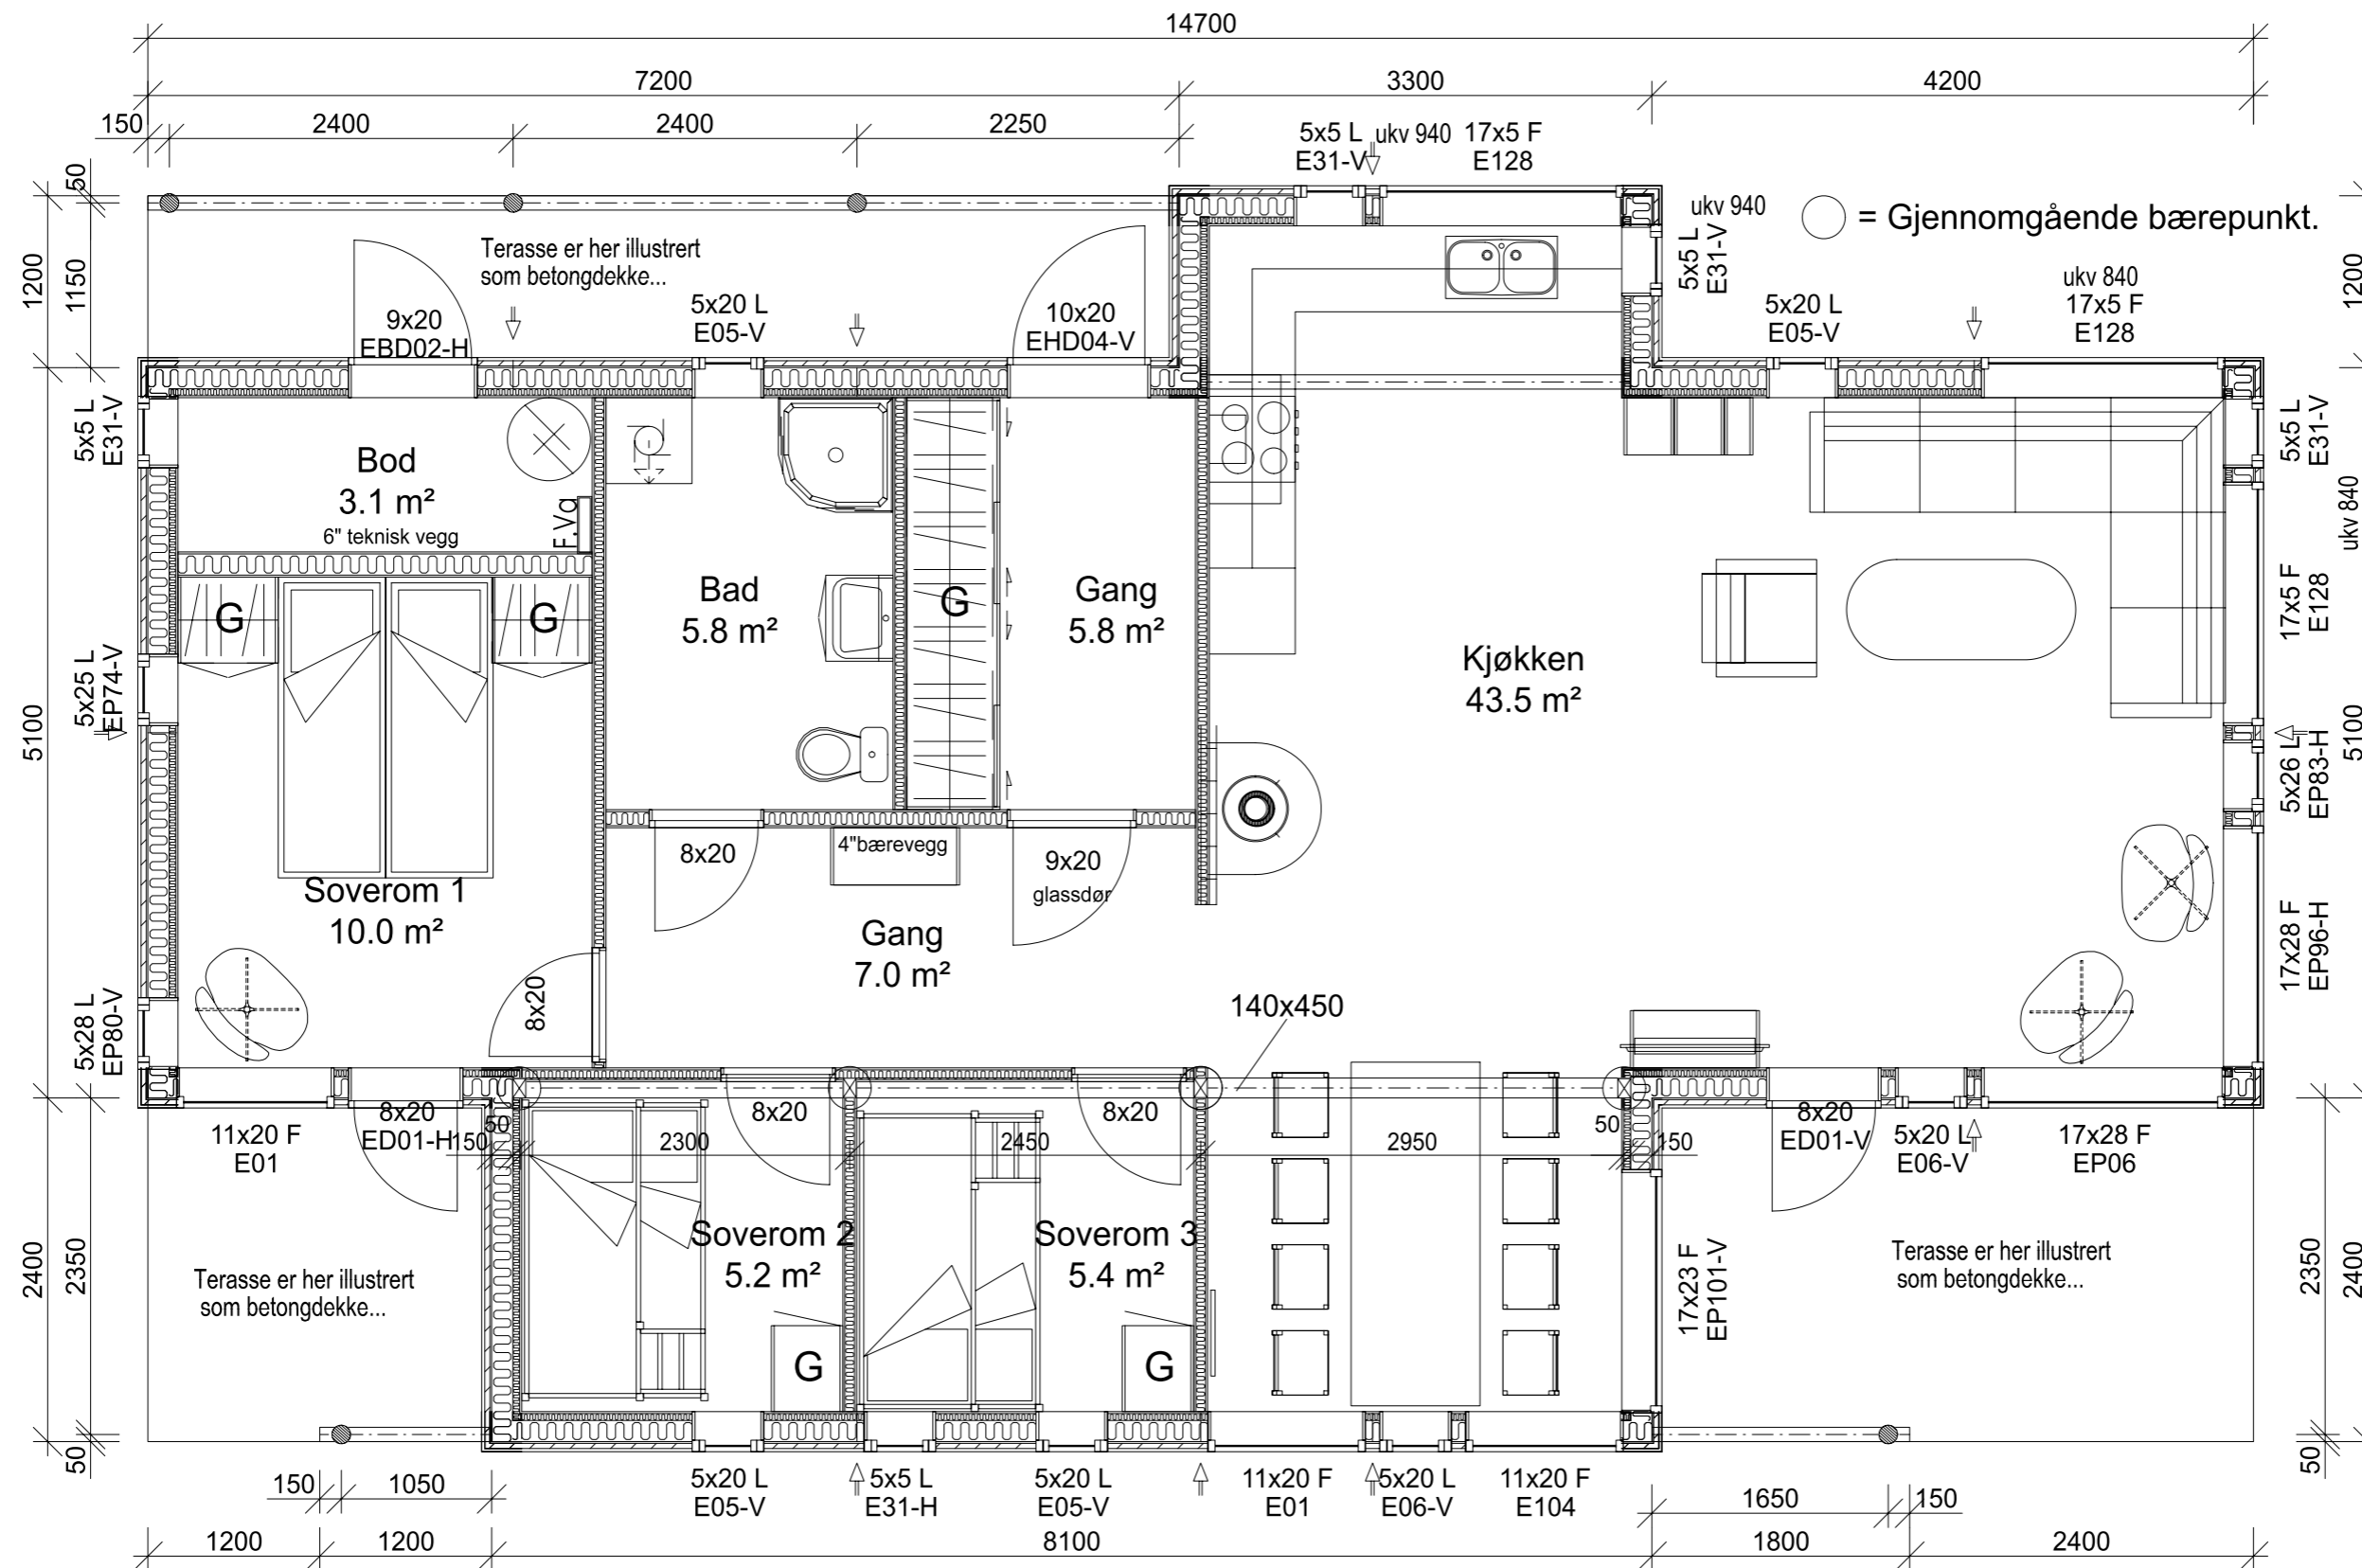 14700
7200
3300
4200
150
2400
2400
2250
5x5 L
E31-V
ukv 940
17x5 F
E128
50
1200
1150
ukv 940
5x5 L
E31-V
= Gjennomgående bærepunkt.
1200
Terasse er her illustrert
som betongdekke...
9x20
EBD02-H
5x20 L
E05-V
10x20
EHD04-V
5x20 L
E05-V
ukv 840
17x5 F
E128
5x5 L
E31-V
Bod
3.1 m²
6" teknisk vegg
F.Vg
5x5 L
E31-V
ukv 840
G
G
Bad
5.8 m²
G
Gang
5.8 m²
Kjøkken
43.5 m²
17x5 F
E128
5x25 L
EP74-V
5100
5100
5x26 L
EP83-H
8x20
4"bærevegg
9x20
glassdør
Soverom 1
10.0 m²
Gang
7.0 m²
17x28 F
EP96-H
8x20
140x450
5x28 L
EP80-V
11x20 F
E01
8x20
ED01-H
150
50
2300
8x20
2450
8x20
2950
50
150
8x20
ED01-V
5x20 L
E06-V
17x28 F
EP06
2400
2350
Terasse er her illustrert
som betongdekke...
Soverom 2
5.2 m²
Soverom 3
5.4 m²
17x23 F
EP101-V
Terasse er her illustrert
som betongdekke...
2350
2400
G
G
50
50
150
1050
5x20 L
E05-V
5x5 L
E31-H
5x20 L
E05-V
11x20 F
E01
5x20 L
E06-V
11x20 F
E104
1650
150
1200
1200
8100
1800
2400